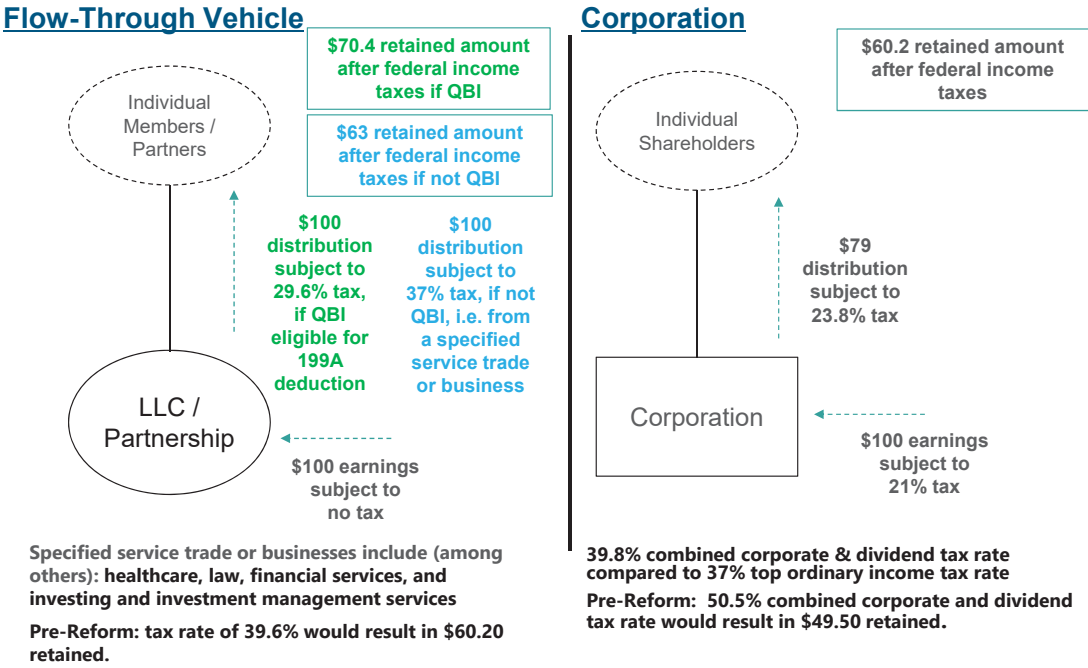 Flow-Through Vehicle
$70.4 retained amount
after federal income
taxes if QBI
Individual
Members /
Partners
$63 retained amount
after federal income
taxes if not QBI
$100
distribution
subject to
29.6% tax,
if QBI
eligible for
199A
deduction
$100
distribution
subject to
37% tax, if not
QBI, i.e. from
a specified
service trade
or business
LLC /
Partnership
$100 earnings
subject to
no tax
Specified service trade or businesses include (among
others): healthcare, law, financial services, and
investing and investment management services
Pre-Reform: tax rate of 39.6% would result in $60.20
retained.
Corporation
$60.2 retained amount
after federal income
taxes
Individual
Shareholders
$79
distribution
subject to
23.8% tax
Corporation
$100 earnings
subject to
21% tax
39.8% combined corporate & dividend tax rate
compared to 37% top ordinary income tax rate
Pre-Reform: 50.5% combined corporate and dividend
tax rate would result in $49.50 retained.